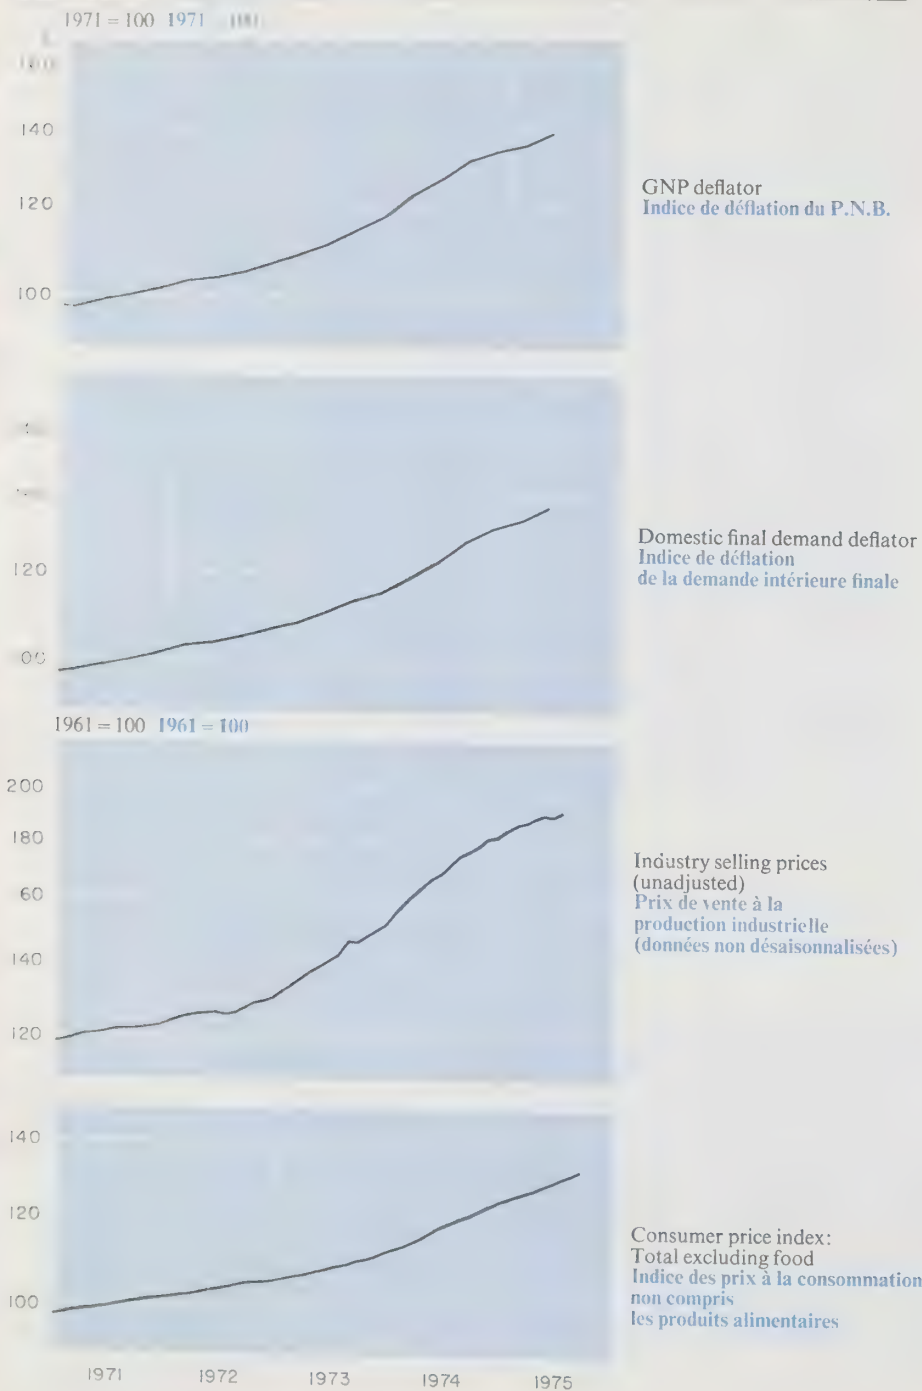 1971 = 100 1971
140
120
100
GNP deflator
Indice de déflation du P.N.B.
120
Domestic final demand deflator
Indice de déflation
de la demande intérieure finale
1961 = 100 1961 = 100
200
180
60
140
120
Industry selling prices
(unadjusted)
Prix de vente à la
production industrielle
(données non désaisonnalisées)
140
120
100
Consumer price index:
Total excluding food
Indice des prix à la consommation
non compris
les produits alimentaires
1971 1972 1973 1974 1975